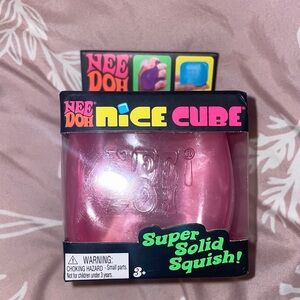 NEE
DOH
NEE
DOH NICE CUBE
NEE
DOH
Super
Solid
Squish!
WARNING:
CHOKING HAZARD - Small parts.
Not for children under 3 years.
3+